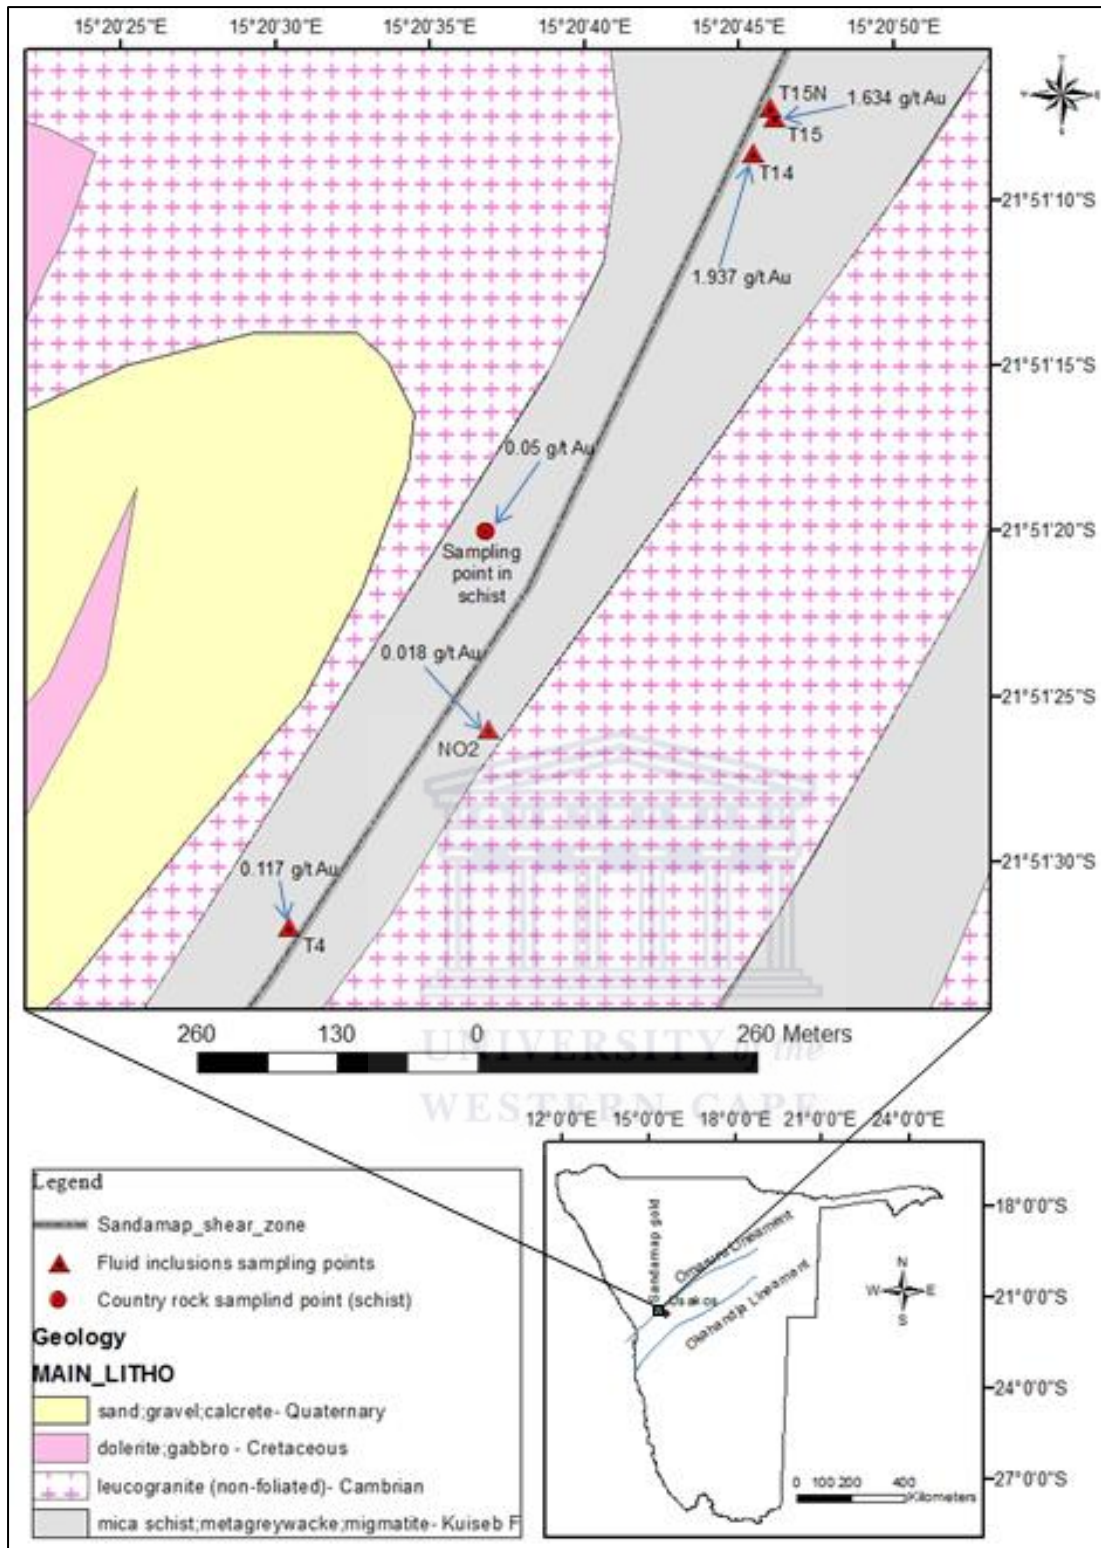 15°20'25"E 15°20'30"E 15°20'35"E 15°20'40"E 15°20'45"E 15°20'50"E
T15N
1.634 g/t Au
T15
T14
21°51'10"S
1.937 g/t Au
21°51'15"S
0.05 g/t Au
21°51'20"S
Sampling
point in
schist
0.018 g/t Au
21°51'25"S
NO2
21°51'30"S
0.117 g/t Au
T4
260 130 0 260 Meters
UNIVERSITY of the
WESTERN CAPE
12°0'0"E 15°0'0"E 18°0'0"E 21°0'0"E 24°0'0"E
Legend
Sandamap_shear_zone
Fluid inclusions sampling points
Country rock samplind point (schist)
Geology
MAIN_LITHO
sand;gravel;calcrete- Quaternary
dolerite;gabbro - Cretaceous
leucogranite (non-foliated)- Cambrian
mica schist;metagreywacke;migmatite- Kuiseb F
18°0'0"S
Sandamap gold
Omaruru Lineament
N
W E
S
21°0'0"S
Usakos
Okahandja Lineament
24°0'0"S
27°0'0"S
0 100 200 400
Kilometers